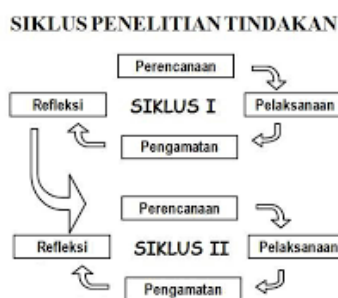 SIKLUS PENELITIAN TINDAKAN
Perencanaan
Refleksi
SIKLUS I
Pelaksanaan
Pengamatan
Perencanaan
Refleksi
SIKLUS II
Pelaksanaan
Pengamatan